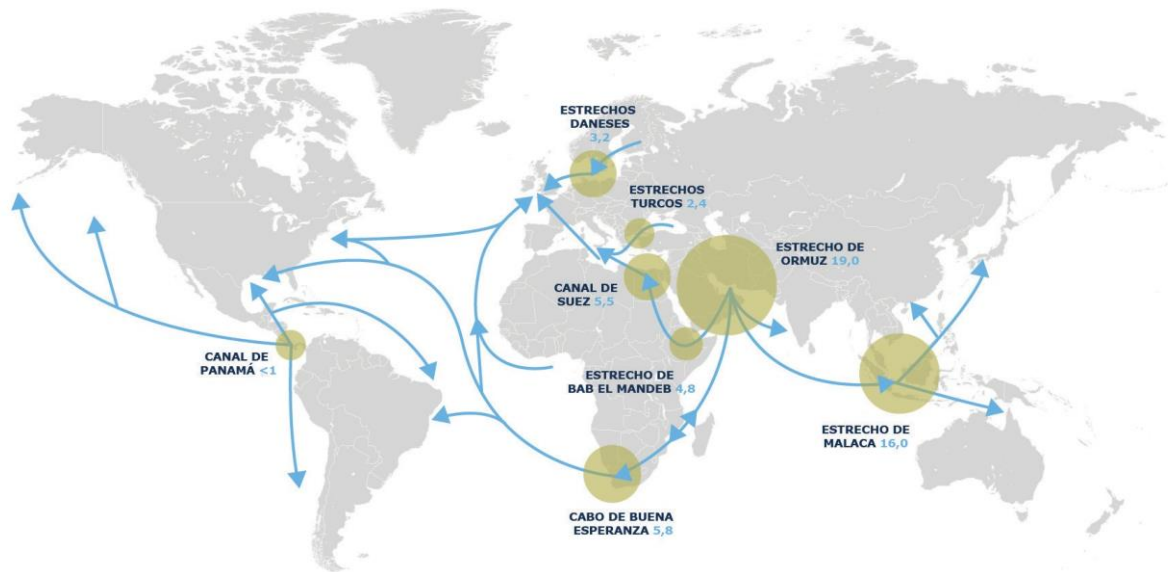 ESTRECHOS
DANESES
3,2
ESTRECHOS
TURCOS 2,4
ESTRECHO DE
ORMUZ 19,0
CANAL DE
SUEZ 5,5
CANAL DE
PANAMÁ <1
ESTRECHO DE
BAB EL MANDEB 4,8
ESTRECHO DE
MALACA 16,0
CABO DE BUENA
ESPERANZA 5,8